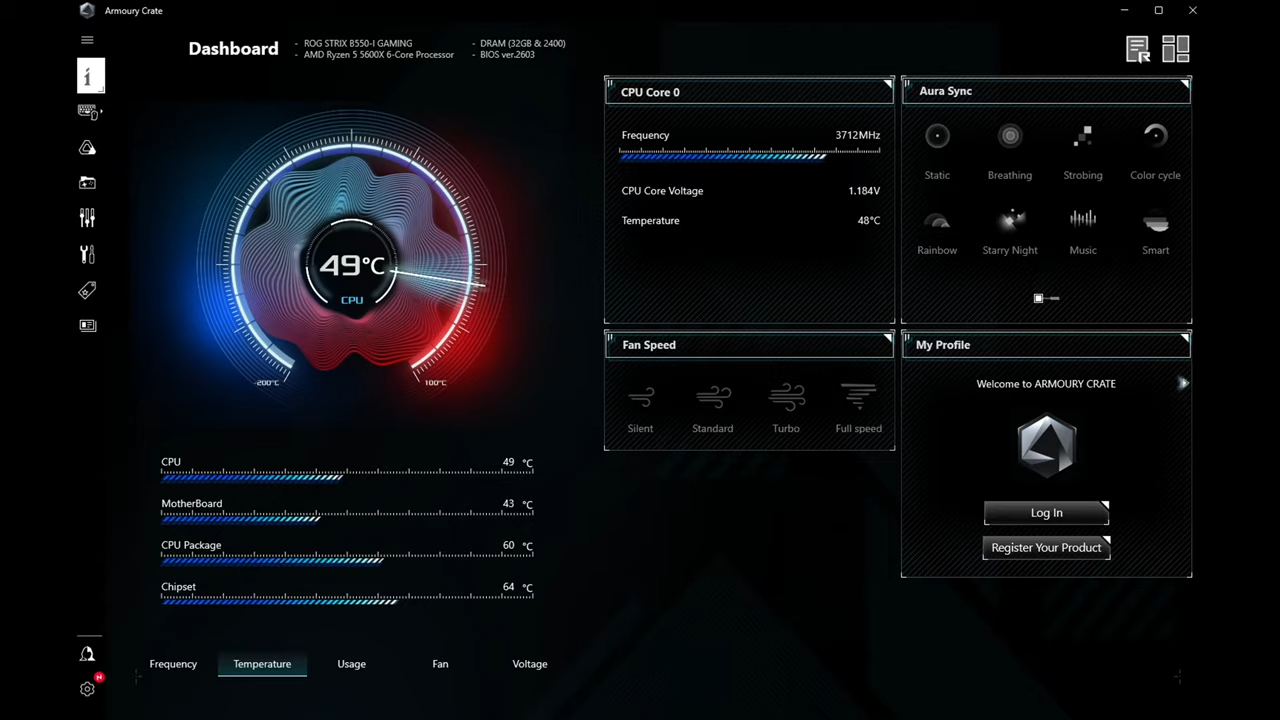 Armoury Crate
Dashboard
- ROG STRIX B550-I GAMING
- AMD Ryzen 5 5600X 6-Core Processor
- DRAM (32GB & 2400)
- BIOS ver.2603
49°C
CPU
-200°C
100°C
CPU 49 °C
MotherBoard 43 °C
CPU Package 60 °C
Chipset 64 °C
Frequency Temperature Usage Fan Voltage
CPU Core 0
Frequency 3712MHz
CPU Core Voltage 1.184V
Temperature 48°C
Aura Sync
Static Breathing Strobing Color cycle
Rainbow Starry Night Music Smart
Fan Speed
Silent Standard Turbo Full speed
My Profile
Welcome to ARMOURY CRATE
Log In
Register Your Product
N